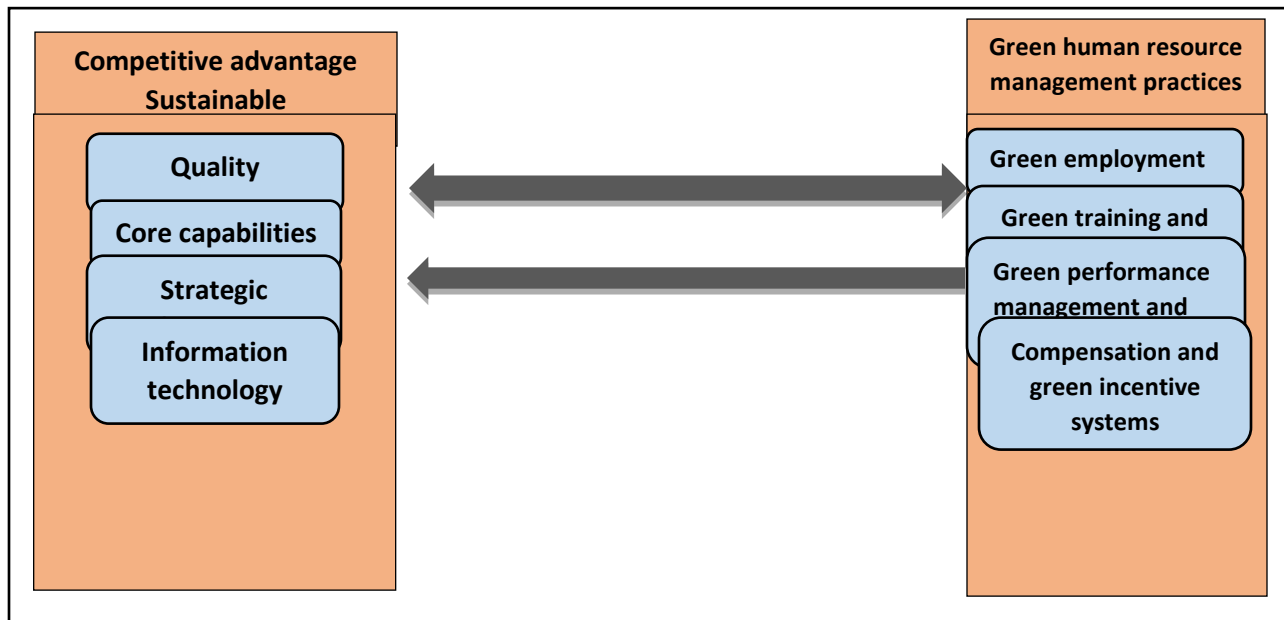 Competitive advantage
Sustainable
Quality
Core capabilities
Strategic
Information
technology
Green human resource
management practices
Green employment
Green training and
Green performance
management and
Compensation and
green incentive
systems